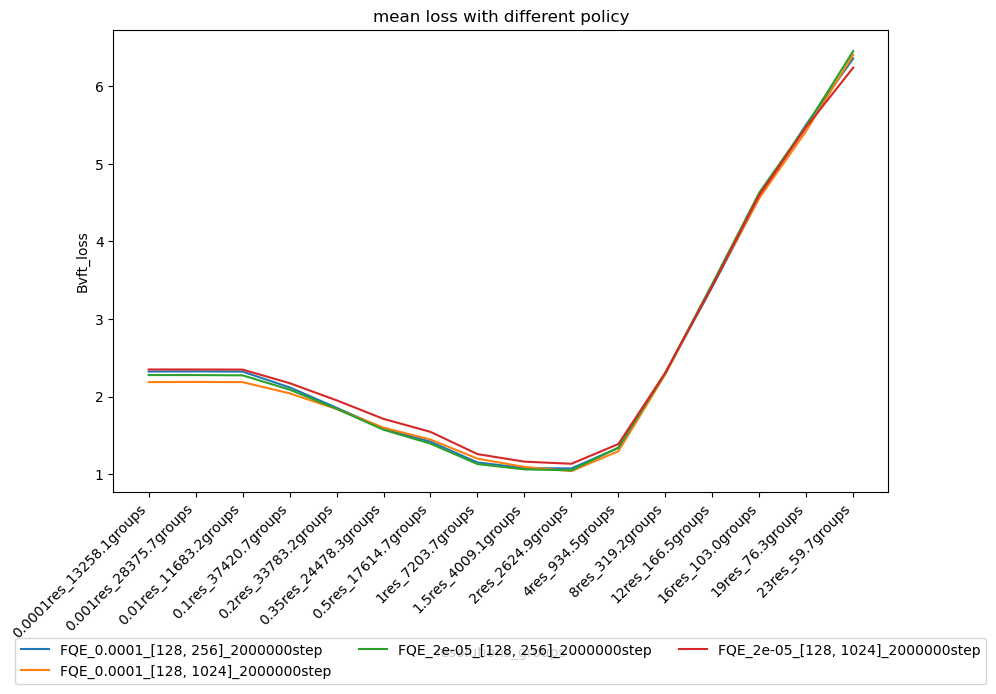 mean loss with different policy
Bvft_loss
6
5
4
3
2
1
0.0001res_13258.1groups
0.001res_28375.7groups
0.01res_11683.2groups
0.1res_37420.7groups
0.2res_33783.2groups
0.35res_24478.3groups
0.5res_17614.7groups
1res_7203.7groups
1.5res_4009.1groups
2res_2624.9groups
4res_934.5groups
8res_319.2groups
12res_166.5groups
16res_103.0groups
19res_76.3groups
23res_59.7groups
FQE_0.0001_[128, 256]_2000000step
FQE_0.0001_[128, 1024]_2000000step
FQE_2e-05_[128, 256]_2000000step
FQE_2e-05_[128, 1024]_2000000step